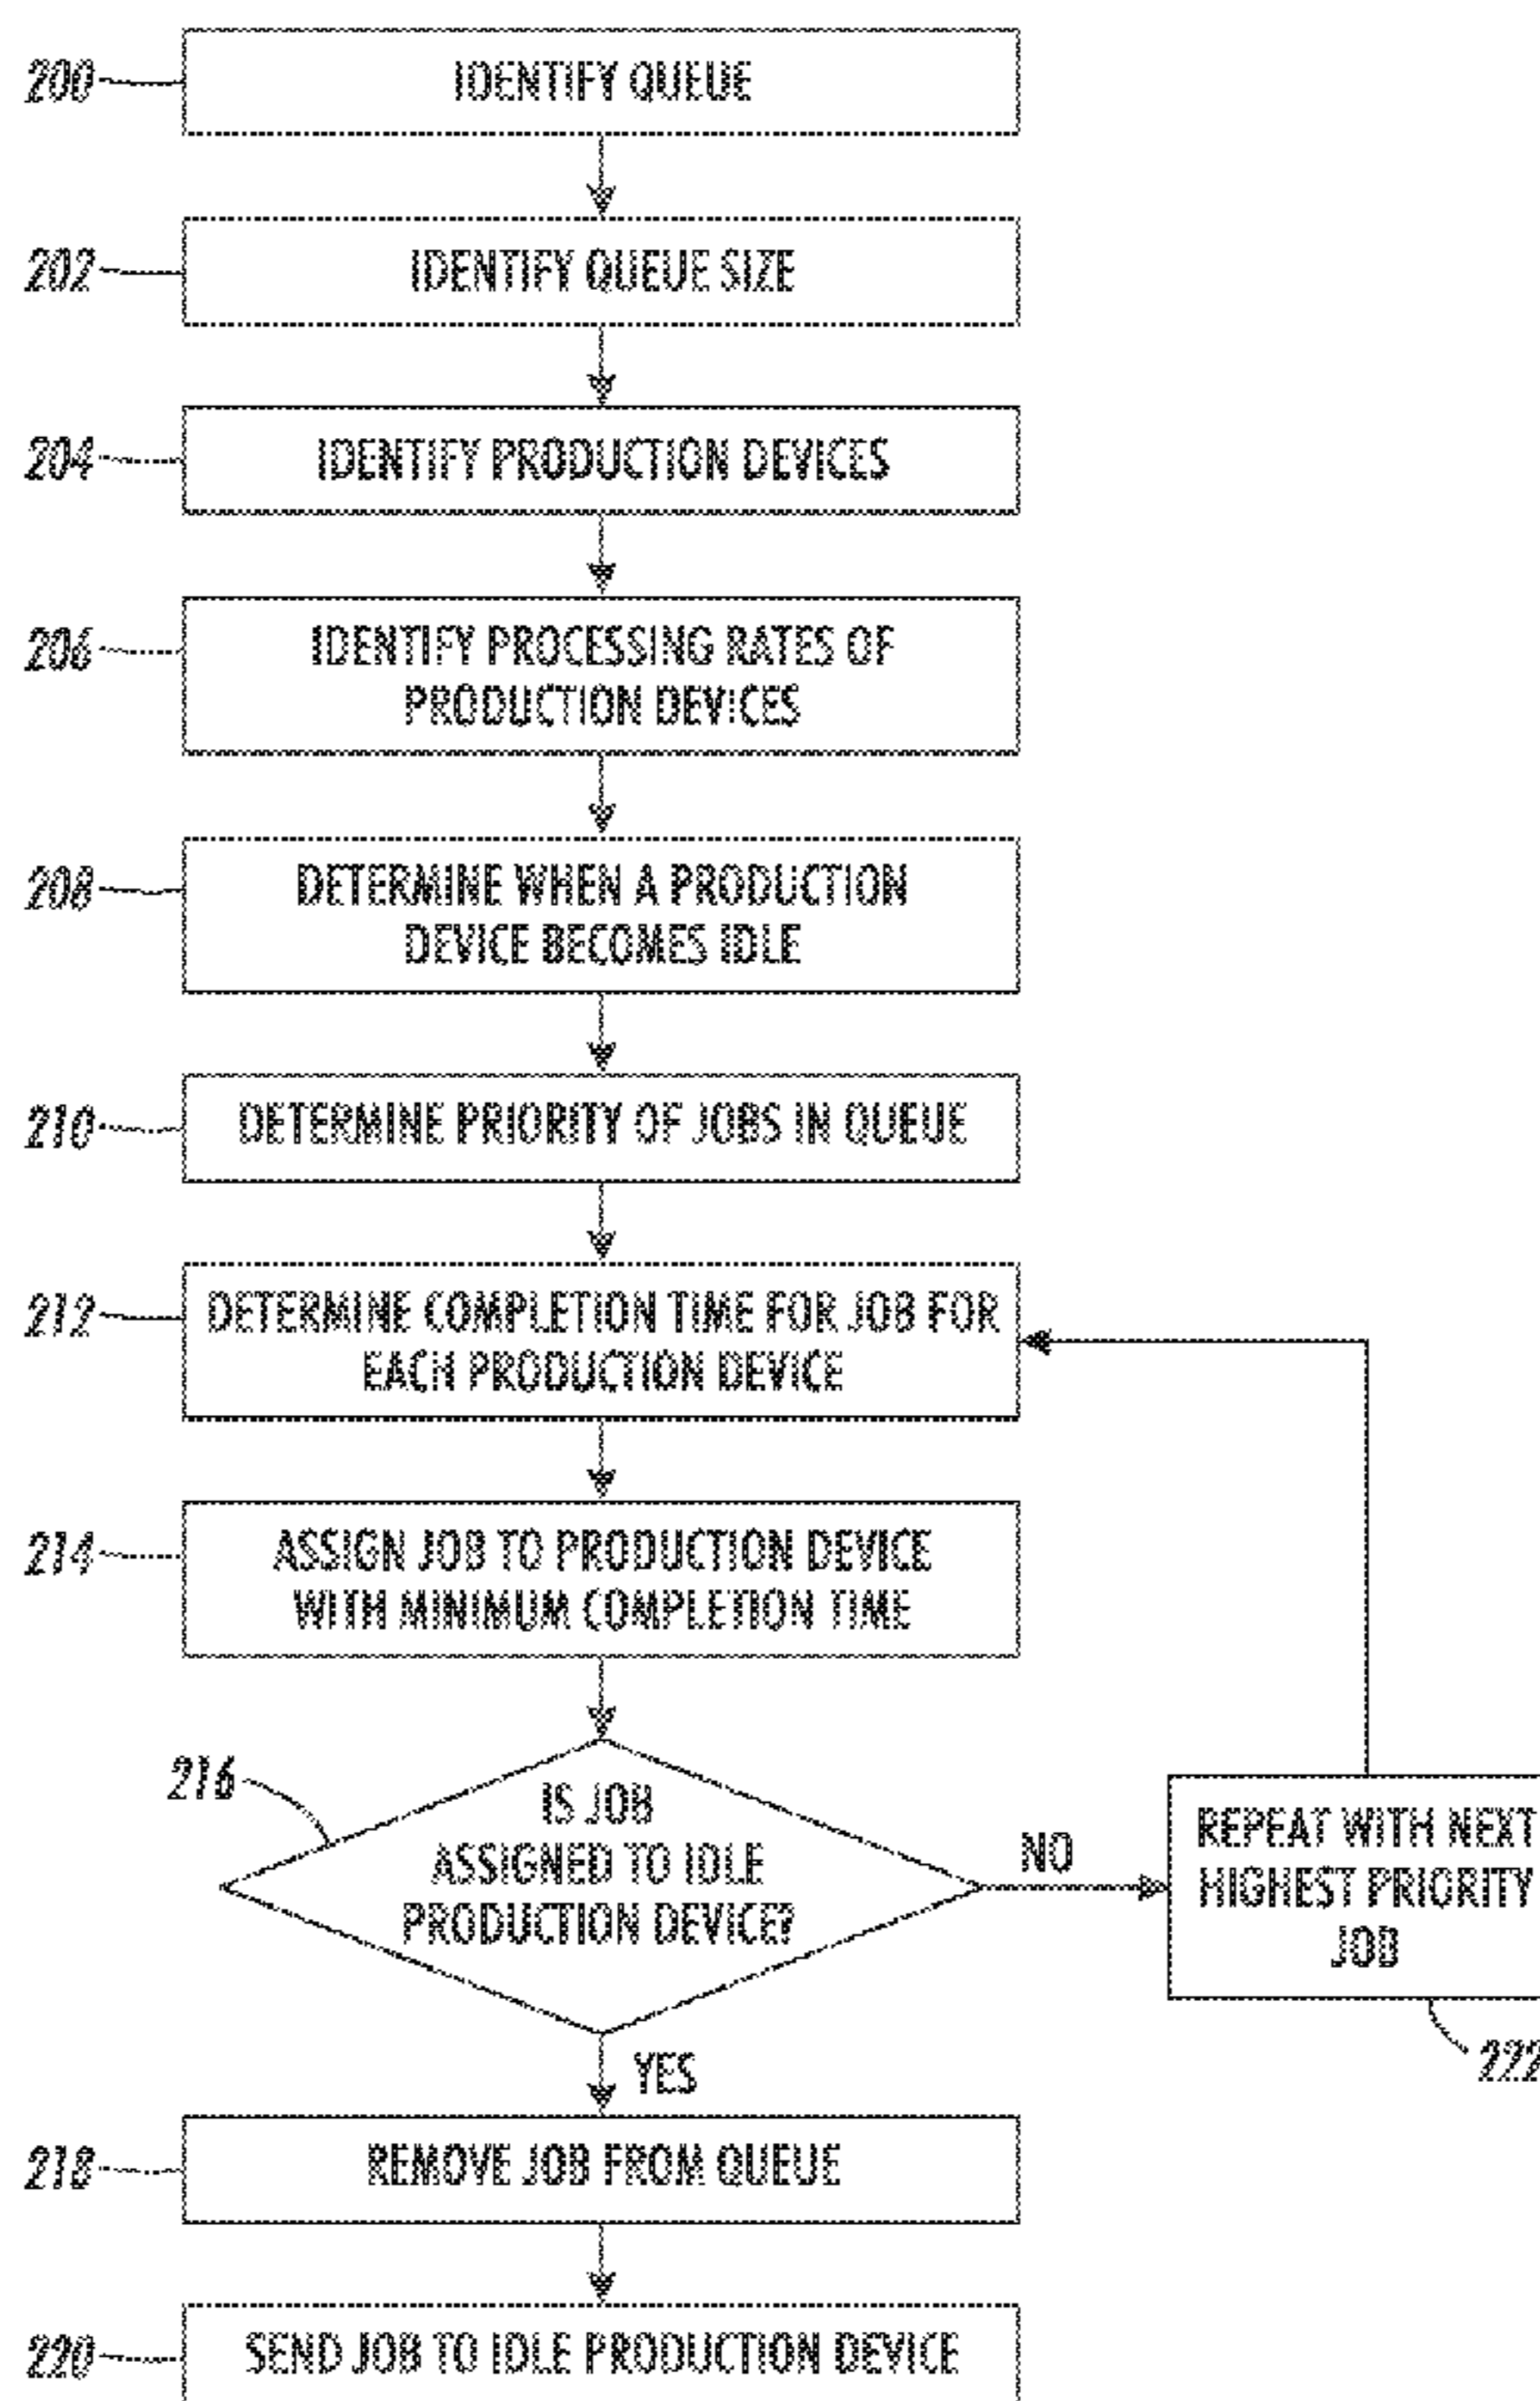 200
IDENTIFY QUEUE
202
IDENTIFY QUEUE SIZE
204
IDENTIFY PRODUCTION DEVICES
206
IDENTIFY PROCESSING RATES OF
PRODUCTION DEVICES
208
DETERMINE WHEN A PRODUCTION
DEVICE BECOMES IDLE
210
DETERMINE PRIORITY OF JOBS IN QUEUE
212
DETERMINE COMPLETION TIME FOR JOB FOR
EACH PRODUCTION DEVICE
214
ASSIGN JOB TO PRODUCTION DEVICE
WITH MINIMUM COMPLETION TIME
216
IS JOB
ASSIGNED TO IDLE
PRODUCTION DEVICE?
NO
REPEAT WITH NEXT
HIGHEST PRIORITY
JOB
222
YES
218
REMOVE JOB FROM QUEUE
220
SEND JOB TO IDLE PRODUCTION DEVICE